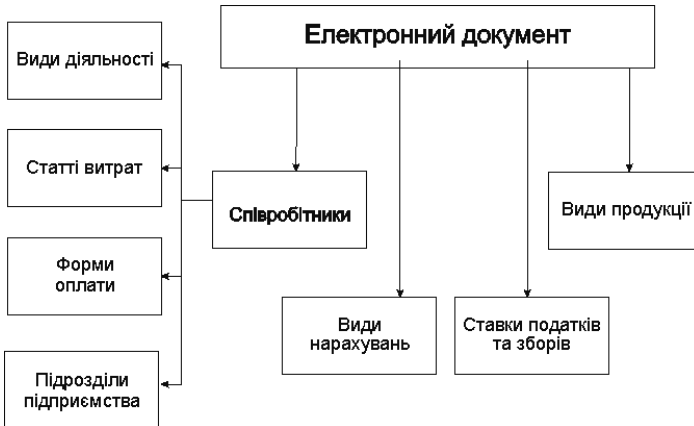 Електронний документ
Види діяльності
Статті витрат
Співробітники
Види продукції
Форми
оплати
Види
нарахувань
Ставки податків
та зборів
Підрозділи
підприємства